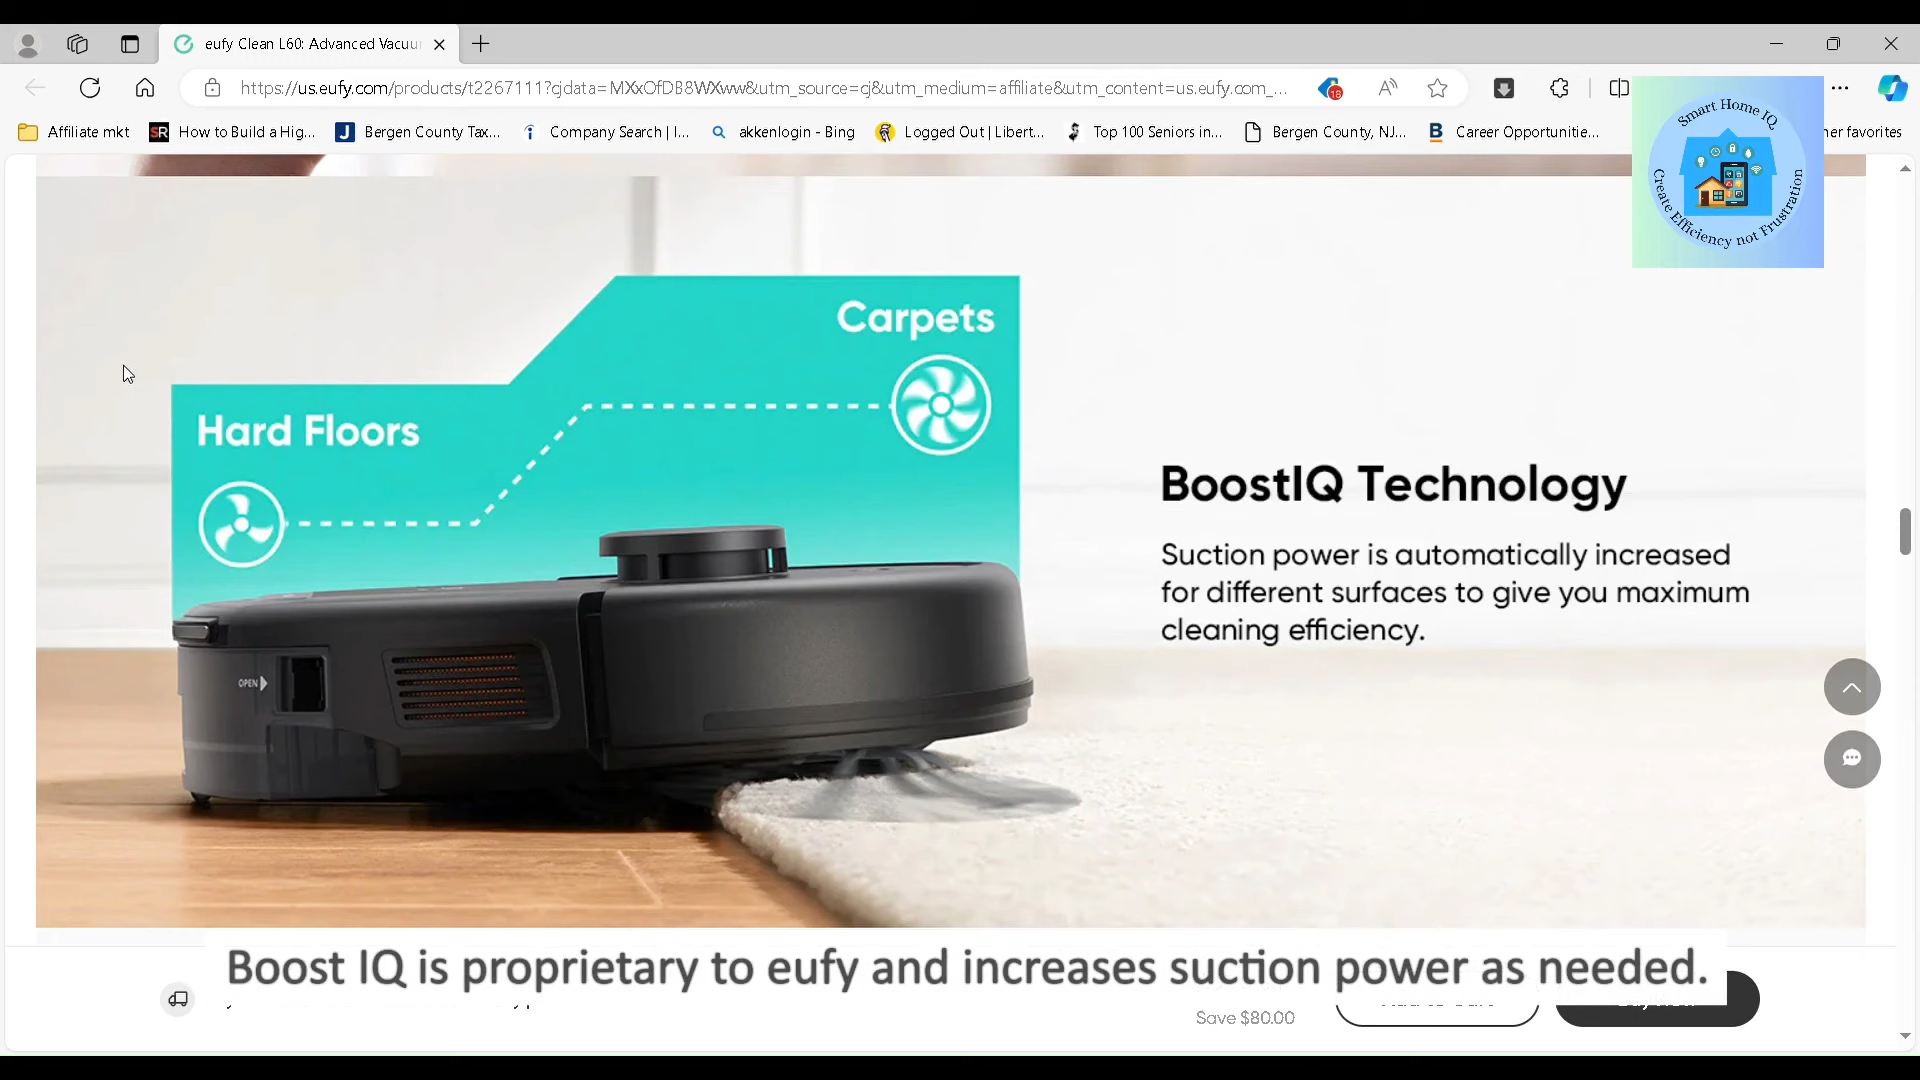 eufy Clean L60: Advanced Vacuu
https://us.eufy.com/products/t2267111?cjdata=MXxOfDB8WXww&utm_source=cj&utm_medium=affiliate&utm_content=us.eufy.com_...
18
Affiliate mkt
SR How to Build a Hig...
J Bergen County Tax...
i Company Search | I...
akkenlogin - Bing
Logged Out | Libert...
Top 100 Seniors in...
Bergen County, NJ...
B Career Opportunitie...
her favorites
Smart Home IQ
Create Efficiency not Frustration
Carpets
Hard Floors
OPEN
BoostIQ Technology
Suction power is automatically increased
for different surfaces to give you maximum
cleaning efficiency.
Boost IQ is proprietary to eufy and increases suction power as needed.
Save $80.00